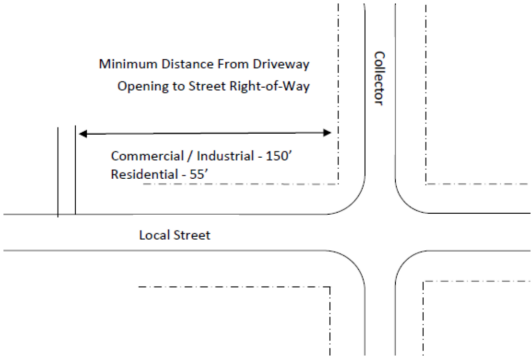 Minimum Distance From Driveway
Opening to Street Right-of-Way
Collector
Commercial / Industrial - 150’
Residential - 55’
Local Street